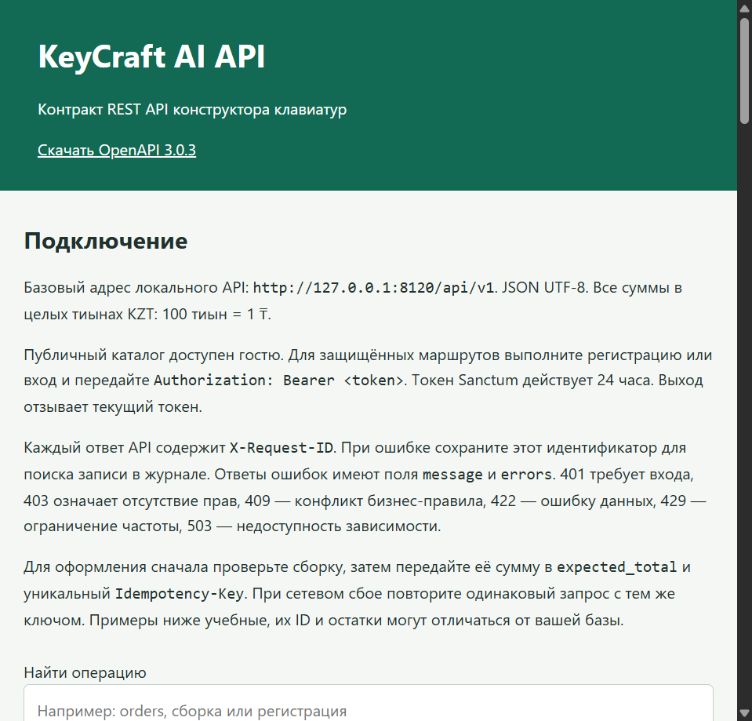 KeyCraft AI API
Контракт REST API конструктора клавиатур
Скачать OpenAPI 3.0.3
Подключение
Базовый адрес локального API: http://127.0.0.1:8120/api/v1. JSON UTF-8. Все суммы в
целых тиынах KZT: 100 тиын = 1 ₸.
Публичный каталог доступен гостю. Для защищённых маршрутов выполните регистрацию или
вход и передайте Authorization: Bearer <token>. Токен Sanctum действует 24 часа. Выход
отзывает текущий токен.
Каждый ответ API содержит X-Request-ID. При ошибке сохраните этот идентификатор для
поиска записи в журнале. Ответы ошибок имеют поля message и errors. 401 требует входа,
403 означает отсутствие прав, 409 — конфликт бизнес-правила, 422 — ошибку данных, 429 —
ограничение частоты, 503 — недоступность зависимости.
Для оформления сначала проверьте сборку, затем передайте её сумму в expected_total и
уникальный Idempotency-Key. При сетевом сбое повторите одинаковый запрос с тем же
ключом. Примеры ниже учебные, их ID и остатки могут отличаться от вашей базы.
Найти операцию
Например: orders, сборка или регистрация